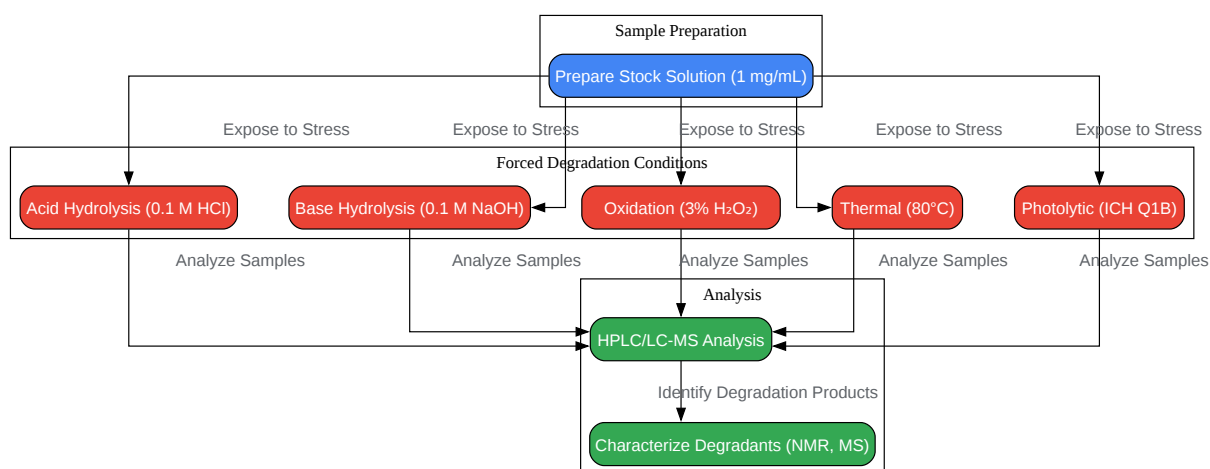 Sample Preparation
Prepare Stock Solution (1 mg/mL)
Expose to Stress
Expose to Stress
Expose to Stress
Expose to Stress
Expose to Stress
Forced Degradation Conditions
Acid Hydrolysis (0.1 M HCl)
Base Hydrolysis (0.1 M NaOH)
Oxidation (3% H₂O₂)
Thermal (80°C)
Photolytic (ICH Q1B)
Analyze Samples
Analyze Samples
Analyze Samples
Analyze Samples
Analyze Samples
Analysis
HPLC/LC-MS Analysis
Identify Degradation Products
Characterize Degradants (NMR, MS)